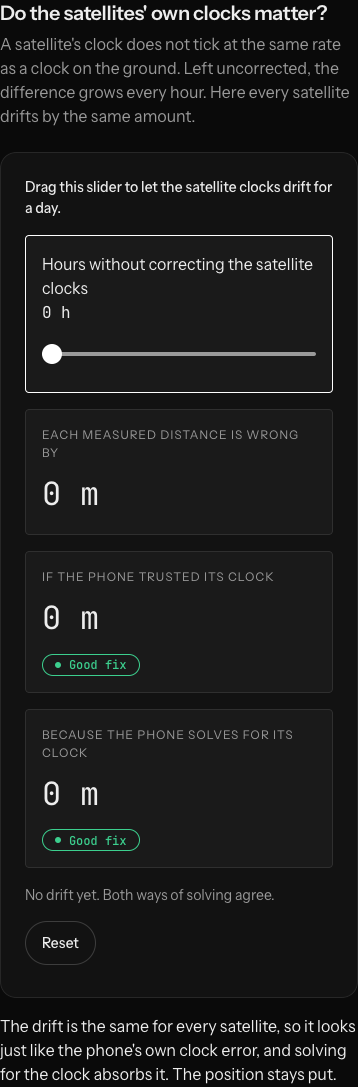 Do the satellites' own clocks matter?
A satellite's clock does not tick at the same rate
as a clock on the ground. Left uncorrected, the
difference grows every hour. Here every satellite
drifts by the same amount.
Drag this slider to let the satellite clocks drift for
a day.
Hours without correcting the satellite
clocks
0 h
EACH MEASURED DISTANCE IS WRONG
BY
0 m
IF THE PHONE TRUSTED ITS CLOCK
0 m
Good fix
BECAUSE THE PHONE SOLVES FOR ITS
CLOCK
0 m
Good fix
No drift yet. Both ways of solving agree.
Reset
The drift is the same for every satellite, so it looks
just like the phone's own clock error, and solving
for the clock absorbs it. The position stays put.